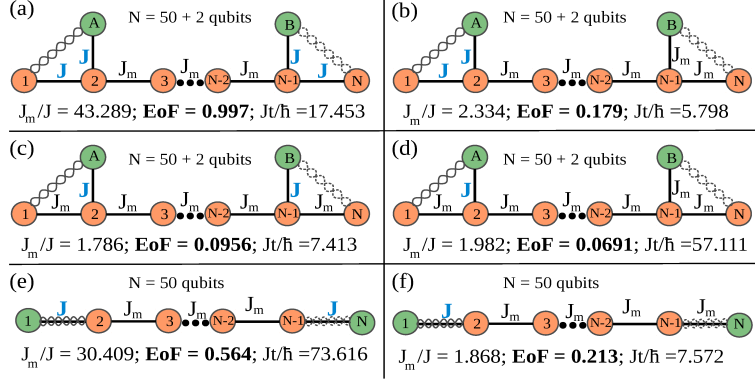 (a) N = 50 + 2 qubits
A B
J J J J
J_m J_m J_m
1 2 3 N-2 N-1 N
J_m/J = 43.289; EoF = 0.997; Jt/ħ =17.453
(b) N = 50 + 2 qubits
A B
J J J_m J_m
J_m J_m J_m
1 2 3 N-2 N-1 N
J_m/J = 2.334; EoF = 0.179; Jt/ħ =5.798
(c) N = 50 + 2 qubits
A B
J J
J_m J_m J_m J_m J_m
1 2 3 N-2 N-1 N
J_m/J = 1.786; EoF = 0.0956; Jt/ħ =7.413
(d) N = 50 + 2 qubits
A B
J J_m
J_m J_m J_m J_m J_m
1 2 3 N-2 N-1 N
J_m/J = 1.982; EoF = 0.0691; Jt/ħ =57.111
(e) N = 50 qubits
J J_m J_m J_m J
1 2 3 N-2 N-1 N
J_m/J = 30.409; EoF = 0.564; Jt/ħ =73.616
(f) N = 50 qubits
J J_m J_m J_m J_m
1 2 3 N-2 N-1 N
J_m/J = 1.868; EoF = 0.213; Jt/ħ =7.572